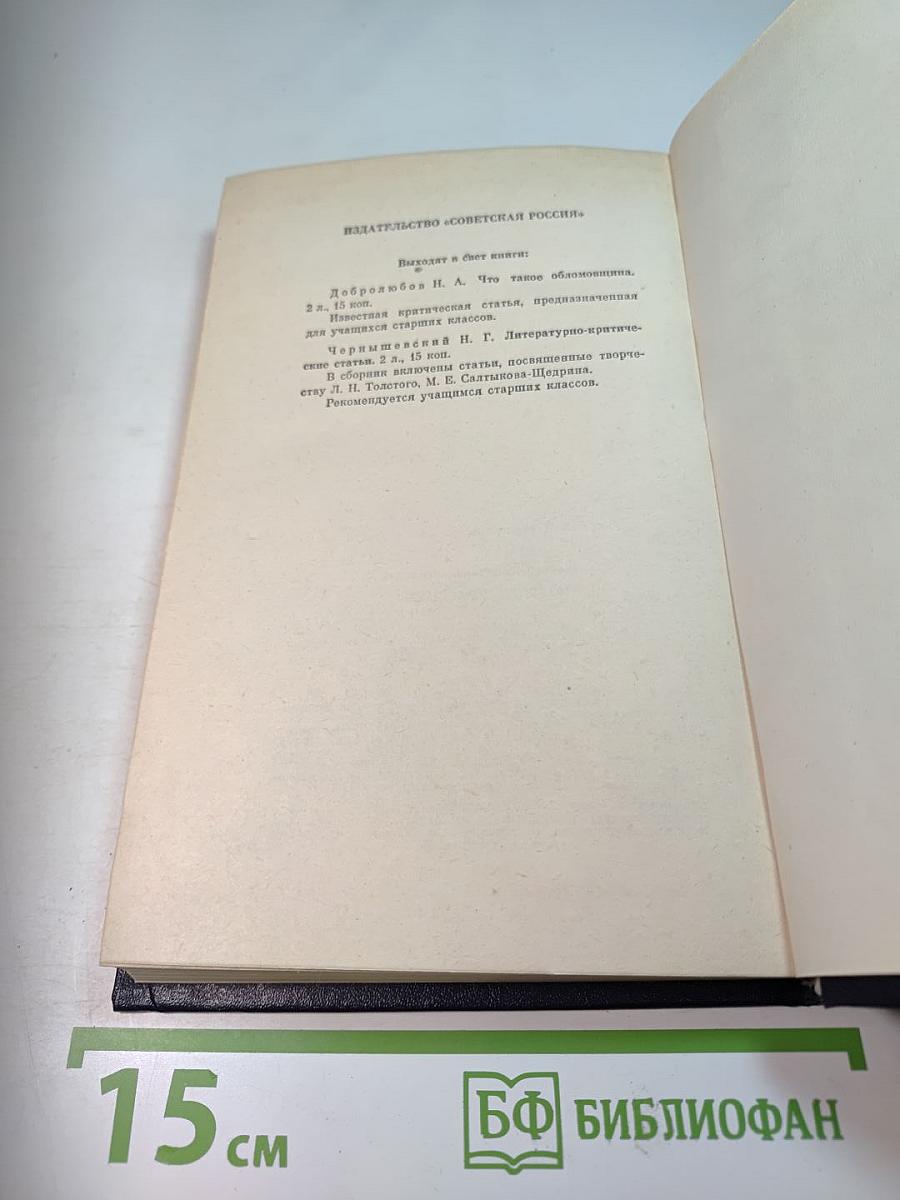 ИЗДАТЕЛЬСТВО «СОВЕТСКАЯ РОССИЯ»
Выходят в свет книги:
Добролюбов Н. А. Что такое обломовщина.
2 л., 15 коп.
Известная критическая статья, предназначенная
для учащихся старших классов.
Чернышевский Н. Г. Литературно-критиче-
ские статьи. 2 л., 15 коп.
В сборник включены статьи, посвященные творче-
ству Л. Н. Толстого, М. Е. Салтыкова-Щедрина.
Рекомендуется учащимся старших классов.
15 см
БФ БИБЛИОФАН